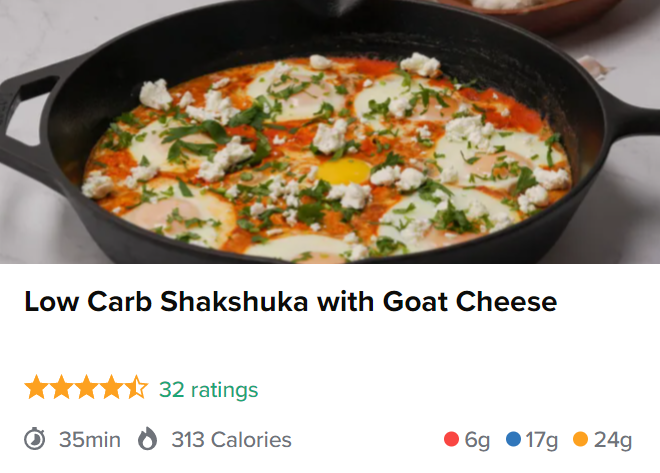 Low Carb Shakshuka with Goat Cheese
32 ratings
35min 313 Calories 6g 17g 24g